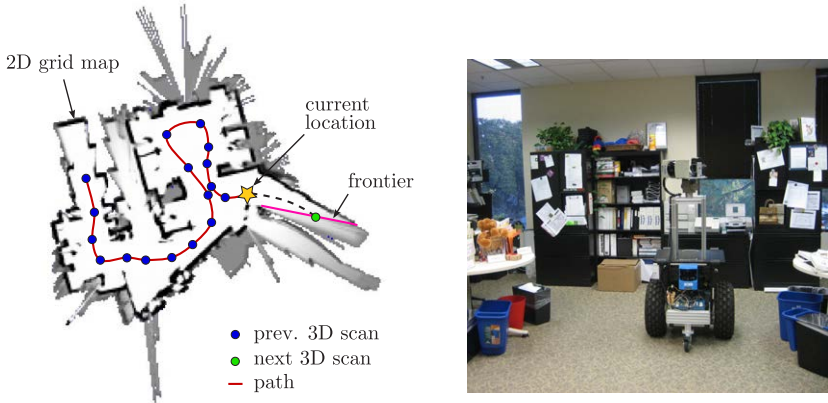 2D grid map
current
location
frontier
prev. 3D scan
next 3D scan
path